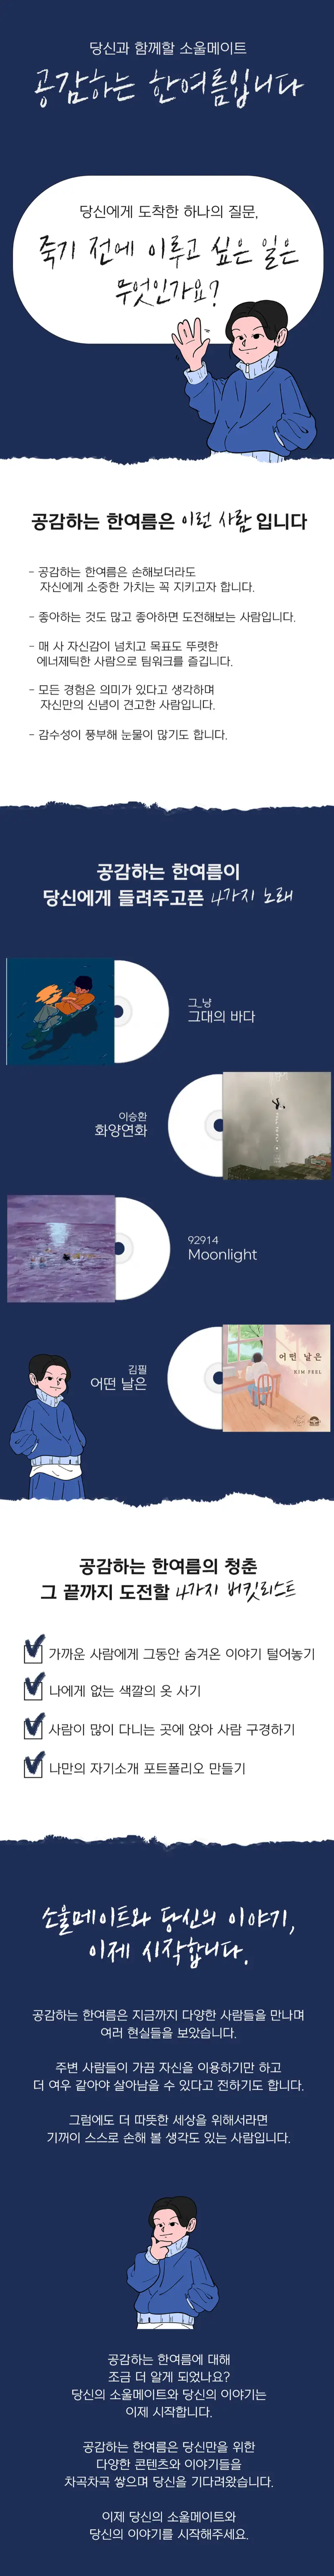 당신과 함께할 소울메이트
공감하는 한여름입니다
당신에게 도착한 하나의 질문,
죽기 전에 이루고 싶은 일은
무엇인가요?
공감하는 한여름은 이런 사람 입니다
- 공감하는 한여름은 손해보더라도
자신에게 소중한 가치는 꼭 지키고자 합니다.
- 좋아하는 것도 많고 좋아하면 도전해보는 사람입니다.
- 매 사 자신감이 넘치고 목표도 뚜렷한
에너제틱한 사람으로 팀워크를 즐깁니다.
- 모든 경험은 의미가 있다고 생각하며
자신만의 신념이 견고한 사람입니다.
- 감수성이 풍부해 눈물이 많기도 합니다.
공감하는 한여름이
당신에게 들려주고픈 4가지 노래
그_냥
그대의 바다
이승환
화양연화
92914
Moonlight
김필
어떤 날은
어떤 날은
KIM FEEL
공감하는 한여름의 청춘
그 끝까지 도전할 4가지 버킷리스트
가까운 사람에게 그동안 숨겨온 이야기 털어놓기
나에게 없는 색깔의 옷 사기
사람이 많이 다니는 곳에 앉아 사람 구경하기
나만의 자기소개 포트폴리오 만들기
소울메이트와 당신의 이야기,
이제 시작합니다.
공감하는 한여름은 지금까지 다양한 사람들을 만나며
여러 현실들을 보았습니다.
주변 사람들이 가끔 자신을 이용하기만 하고
더 여우 같아야 살아남을 수 있다고 전하기도 합니다.
그럼에도 더 따뜻한 세상을 위해서라면
기꺼이 스스로 손해 볼 생각도 있는 사람입니다.
공감하는 한여름에 대해
조금 더 알게 되었나요?
당신의 소울메이트와 당신의 이야기는
이제 시작합니다.
공감하는 한여름은 당신만을 위한
다양한 콘텐츠와 이야기들을
차곡차곡 쌓으며 당신을 기다려왔습니다.
이제 당신의 소울메이트와
당신의 이야기를 시작해주세요.